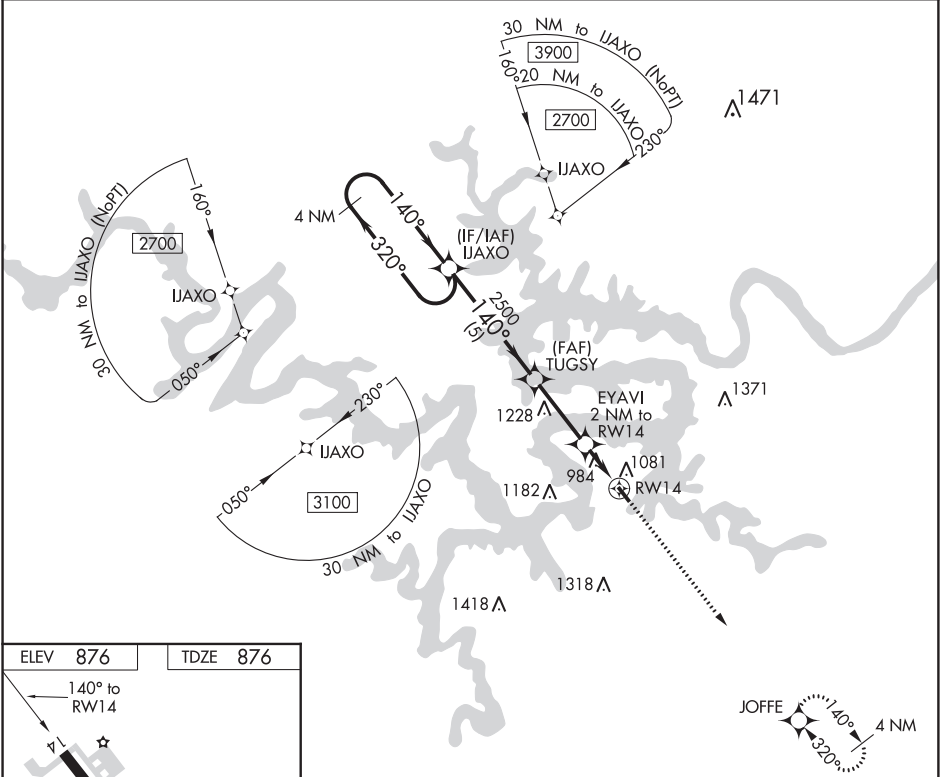 30 NM to IJAXO (NoPT)
3900
160°
20 NM to IJAXO
2700
230°
IJAXO
1471
30 NM to IJAXO (NoPT)
160°
2700
IJAXO
050°
4 NM
140°
320°
(IF/IAF)
IJAXO
2500
140°
(5)
(FAF)
TUGSY
1228
EYAVI
2 NM to
RW14
1371
984
1081
RW14
1182
230°
IJAXO
050°
3100
30 NM to IJAXO
1318
1418
ELEV 876
TDZE 876
140° to
RW14
14
JOFFE
140°
320°
4 NM